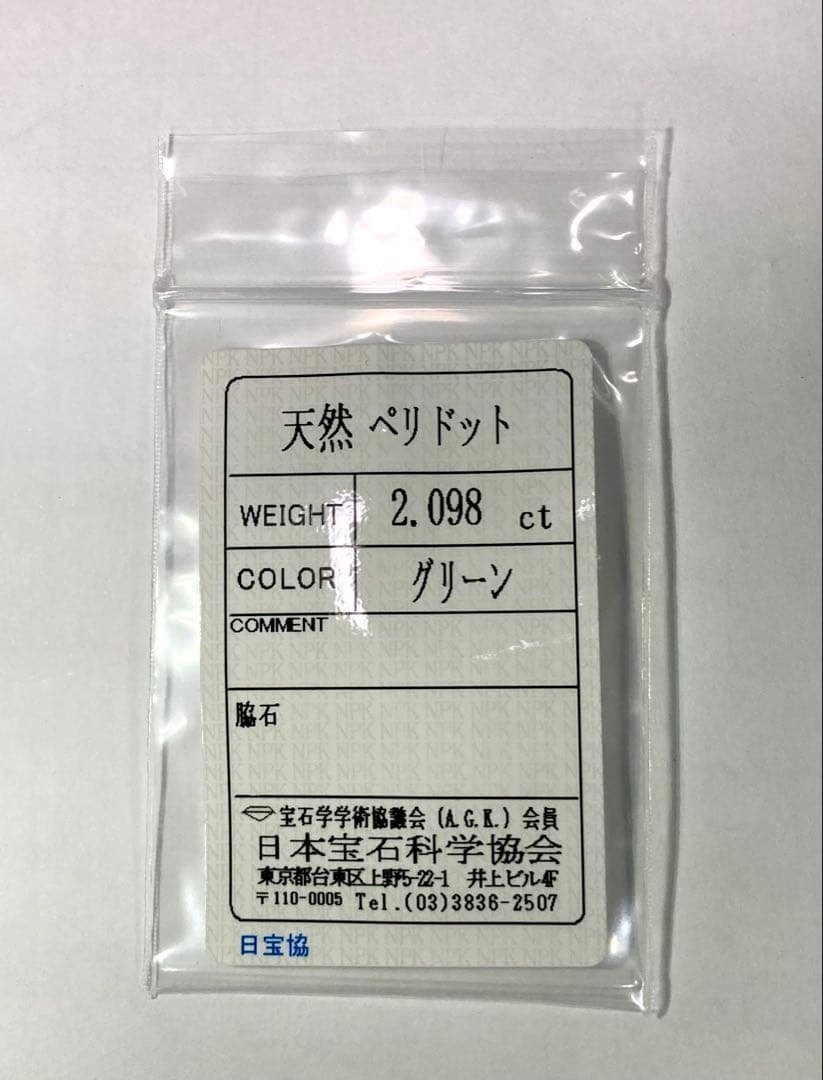 天然 ペリドット
WEIGHT 2.098 ct
COLOR グリーン
COMMENT
脇石
宝石学学術協議会(A.G.K.)会員
日本宝石科学協会
東京都台東区上野5-22-1 井上ビル4F
〒110-0005 Tel.(03)3836-2507
日宝協